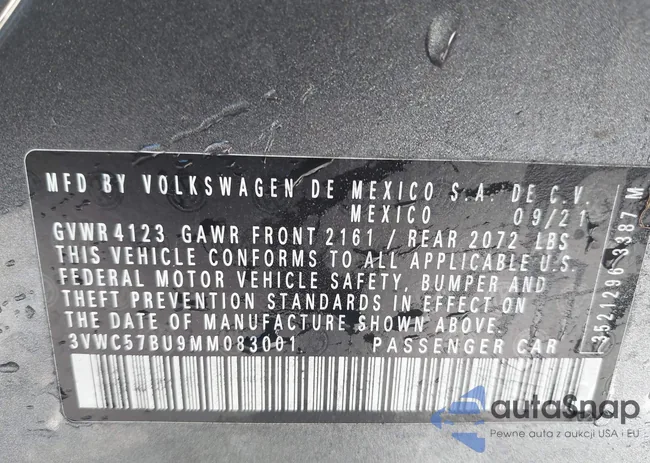 MFD BY VOLKSWAGEN DE MEXICO S.A. DE C.V.
MEXICO 09/21
GVWR 4123 GAWR FRONT 2161 / REAR 2072 LBS
THIS VEHICLE CONFORMS TO ALL APPLICABLE U.S.
FEDERAL MOTOR VEHICLE SAFETY, BUMPER AND
THEFT PREVENTION STANDARDS IN EFFECT ON
THE DATE OF MANUFACTURE SHOWN ABOVE.
3VWC57BU9MM083001 PASSENGER CAR
3521296 3387 M
autoSnap
Pewne auta z aukcji USA i EU